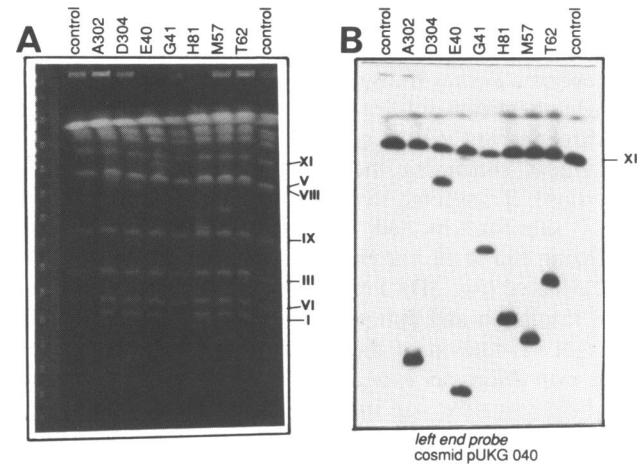 A
control
A302
D304
E40
G41
H81
M57
T62
control
XI
V
VIII
IX
III
VI
I
B
control
A302
D304
E40
G41
H81
M57
T62
control
XI
left end probe
cosmid pUKG 040